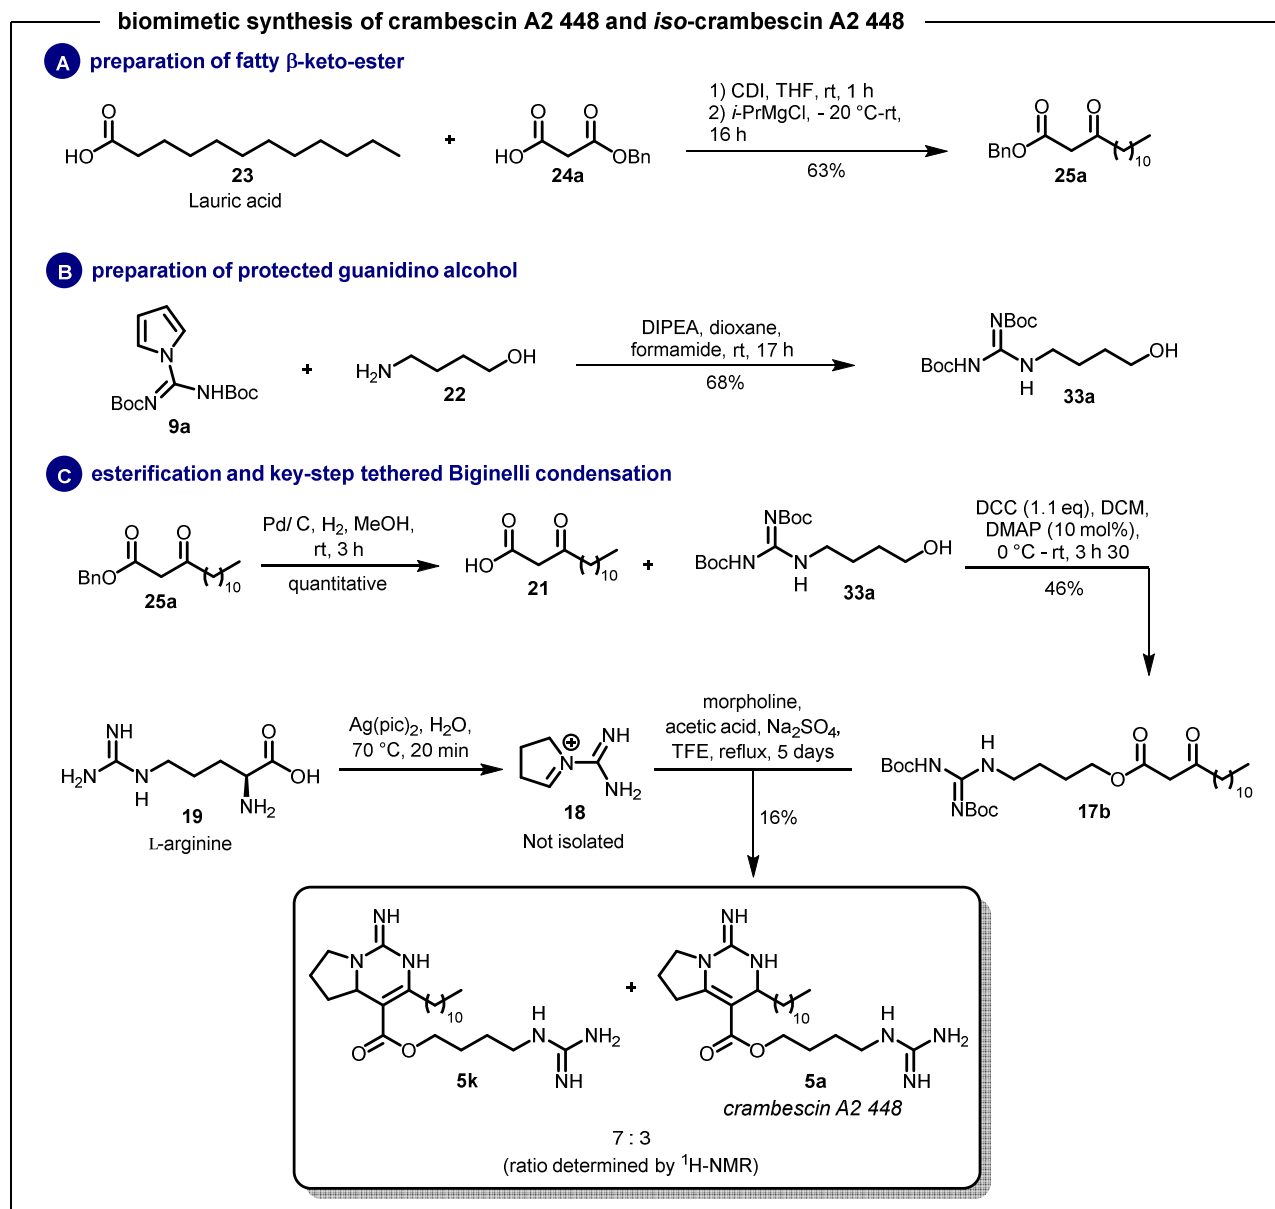 biomimetic synthesis of crambescin A2 448 and iso-crambescin A2 448
A preparation of fatty β-keto-ester
O
HO
23
Lauric acid
+
O O
HO OBn
24a
1) CDI, THF, rt, 1 h
2) i-PrMgCl, - 20 °C-rt,
16 h
63%
O O
BnO ( )10
25a
B preparation of protected guanidino alcohol
N
BocN NHBoc
9a
+
H2N OH
22
DIPEA, dioxane,
formamide, rt, 17 h
68%
NBoc
BocHN N OH
H
33a
C esterification and key-step tethered Biginelli condensation
O O
BnO ( )10
25a
Pd/ C, H2, MeOH,
rt, 3 h
quantitative
O O
HO ( )10
21
+
NBoc
BocHN N OH
H
33a
DCC (1.1 eq), DCM,
DMAP (10 mol%),
0 °C - rt, 3 h 30
46%
NH O
H2N N OH
H NH2
19
L-arginine
Ag(pic)2, H2O,
70 °C, 20 min
+ NH
N
NH2
18
Not isolated
morpholine,
acetic acid, Na2SO4,
TFE, reflux, 5 days
16%
H O O
BocHN N O ( )10
NBoc
17b
NH
N NH
( )10
H
O O N NH2
NH
5k
+
NH
N NH
( )10
H
O O N NH2
NH
5a
crambescin A2 448
7 : 3
(ratio determined by 1H-NMR)